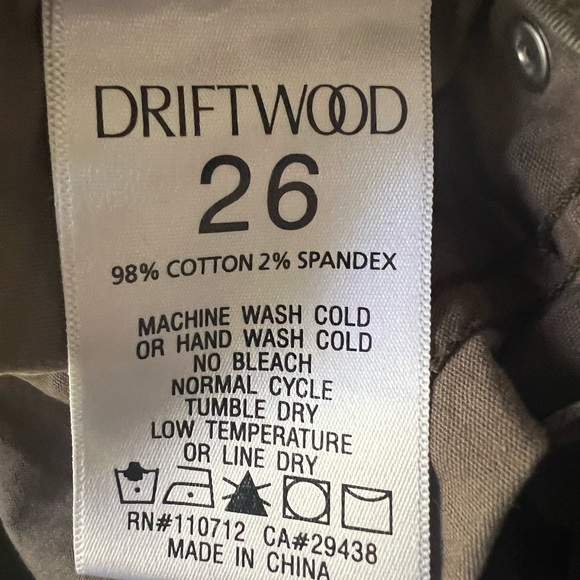 DRIFTWOOD
26
98% COTTON 2% SPANDEX
MACHINE WASH COLD
OR HAND WASH COLD
NO BLEACH
NORMAL CYCLE
TUMBLE DRY
LOW TEMPERATURE
OR LINE DRY
RN#110712 CA#29438
MADE IN CHINA